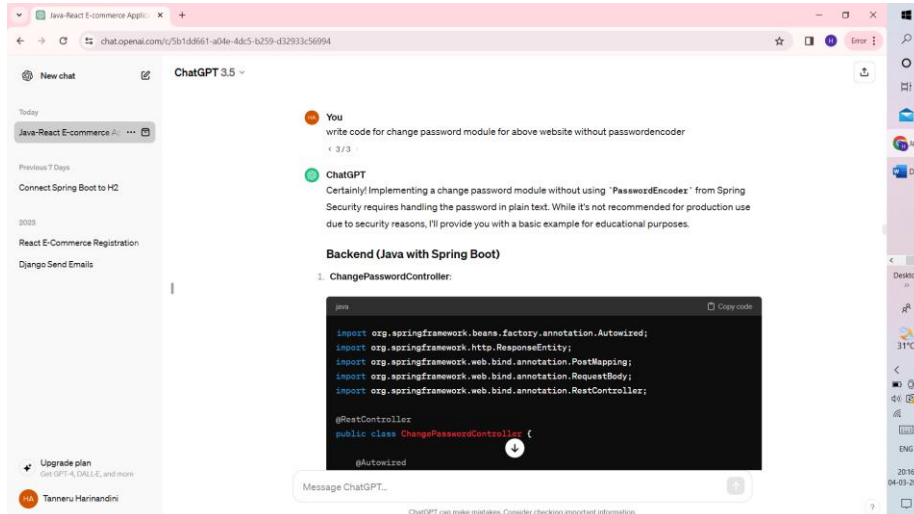 Java-React E-commerce Applic
chat.openai.com/c/5b1dd661-a04e-4dc5-b259-d32933c56994
H
Error
New chat
ChatGPT 3.5
Today
Java-React E-commerce A
Previous 7 Days
Connect Spring Boot to H2
2023
React E-Commerce Registration
Django Send Emails
HA
You
write code for change password module for above website without passwordencoder
< 3/3
ChatGPT
Certainly! Implementing a change password module without using `PasswordEncoder` from Spring
Security requires handling the password in plain text. While it's not recommended for production use
due to security reasons, I'll provide you with a basic example for educational purposes.
Backend (Java with Spring Boot)
1. ChangePasswordController:
java
Copy code
import org.springframework.beans.factory.annotation.Autowired;
import org.springframework.http.ResponseEntity;
import org.springframework.web.bind.annotation.PostMapping;
import org.springframework.web.bind.annotation.RequestBody;
import org.springframework.web.bind.annotation.RestController;
@RestController
public class ChangePasswordController {
@Autowired
Upgrade plan
Get GPT-4, DALL·E, and more
HA
Tanneru Harinandini
Message ChatGPT...
ChatGPT can make mistakes. Consider checking important information.
?
Deskto
31°C
ENG
20:16
04-03-20